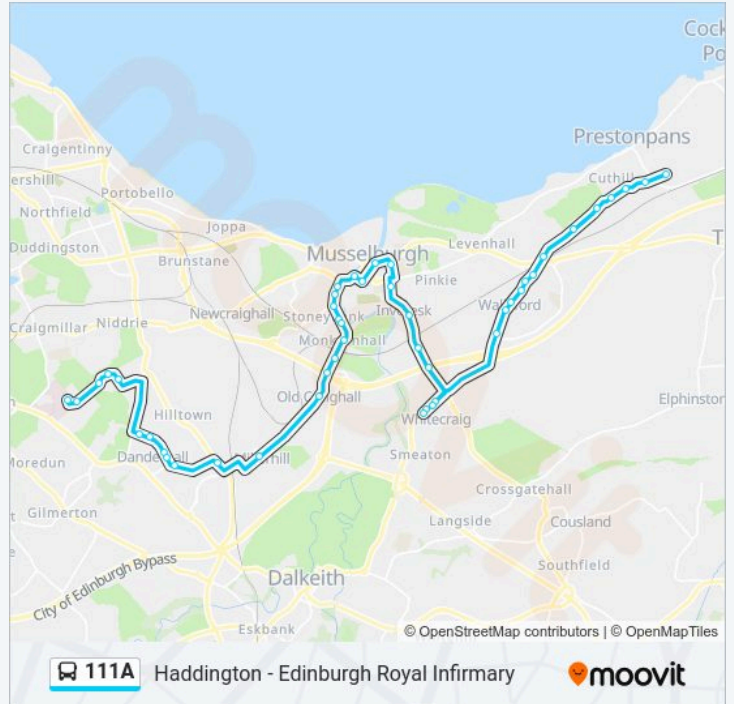 Cock
Po
Prestonpans
Craigentinny
ershill
Portobello
Cuthill
Northfield
Joppa
Levenhall
T
Duddingston
Brunstane
Musselburgh
Pinkie
Wallyford
Craigmillar
Niddrie
Newcraighall
Stoneybank
Inveresk
Monktonhall
Old Craighall
Elphinston
Hilltown
Whitecraig
Danderhall
Millerhill
Moredun
Smeaton
Gilmerton
Crossgatehall
Langside
Cousland
City of Edinburgh Bypass
Dalkeith
Southfield
Eskbank
© OpenStreetMap contributors | © OpenMapTiles
111A Haddington - Edinburgh Royal Infirmary moovit